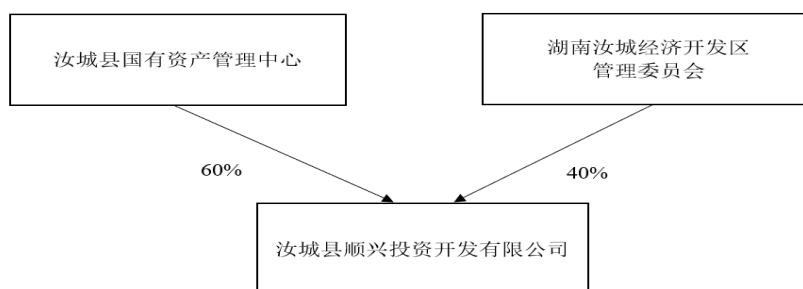 汝城县国有资产管理中心
湖南汝城经济开发区
管理委员会
60%
40%
汝城县顺兴投资开发有限公司